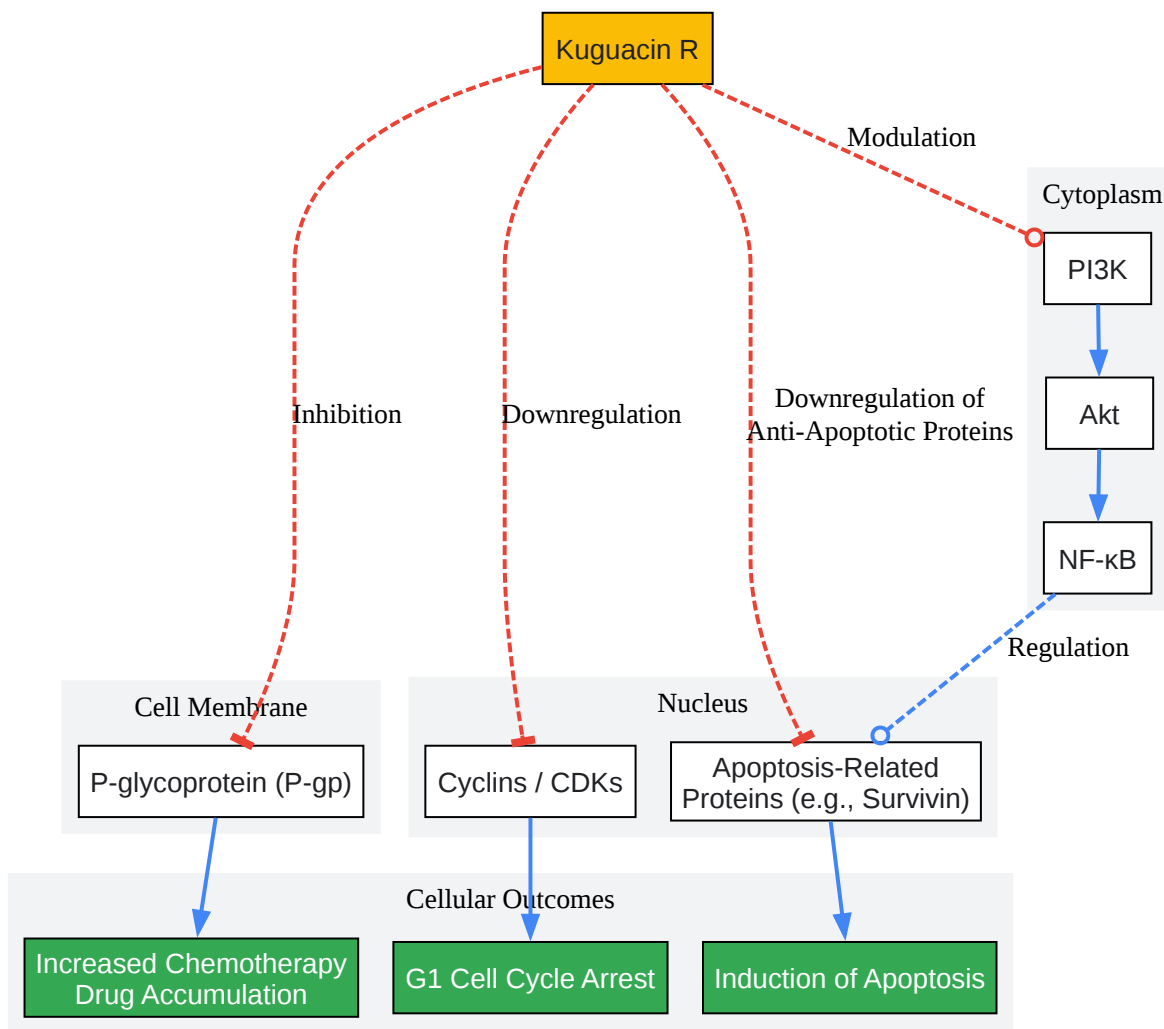 Kuguacin R
Modulation
Cytoplasm
PI3K
Inhibition
Downregulation
Downregulation of
Anti-Apoptotic Proteins
Akt
NF-κB
Regulation
Cell Membrane
Nucleus
P-glycoprotein (P-gp)
Cyclins / CDKs
Apoptosis-Related
Proteins (e.g., Survivin)
Cellular Outcomes
Increased Chemotherapy
Drug Accumulation
G1 Cell Cycle Arrest
Induction of Apoptosis